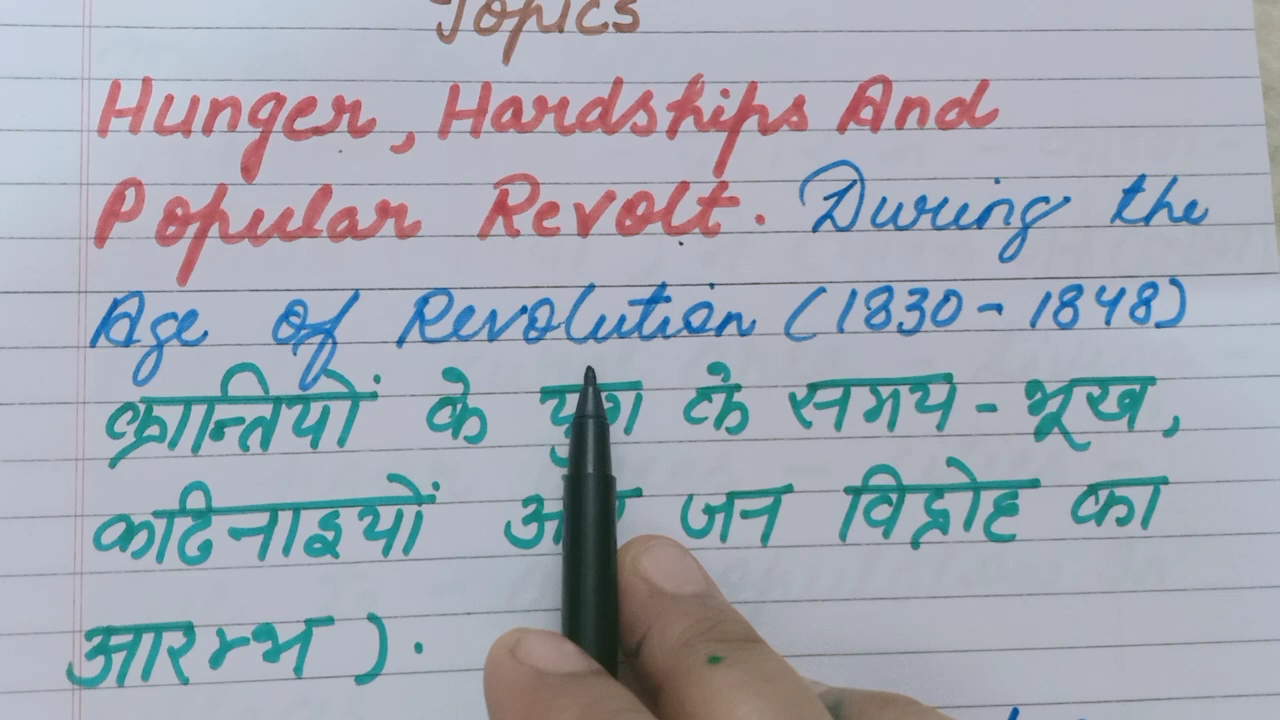 Topics
Hunger, Hardships And
Popular Revolt. During the
Age of Revolution (1830-1848)
क्रान्तियों के युग के समय - भूख,
कठिनाइयों जन विद्रोह का
आरम्भ ).